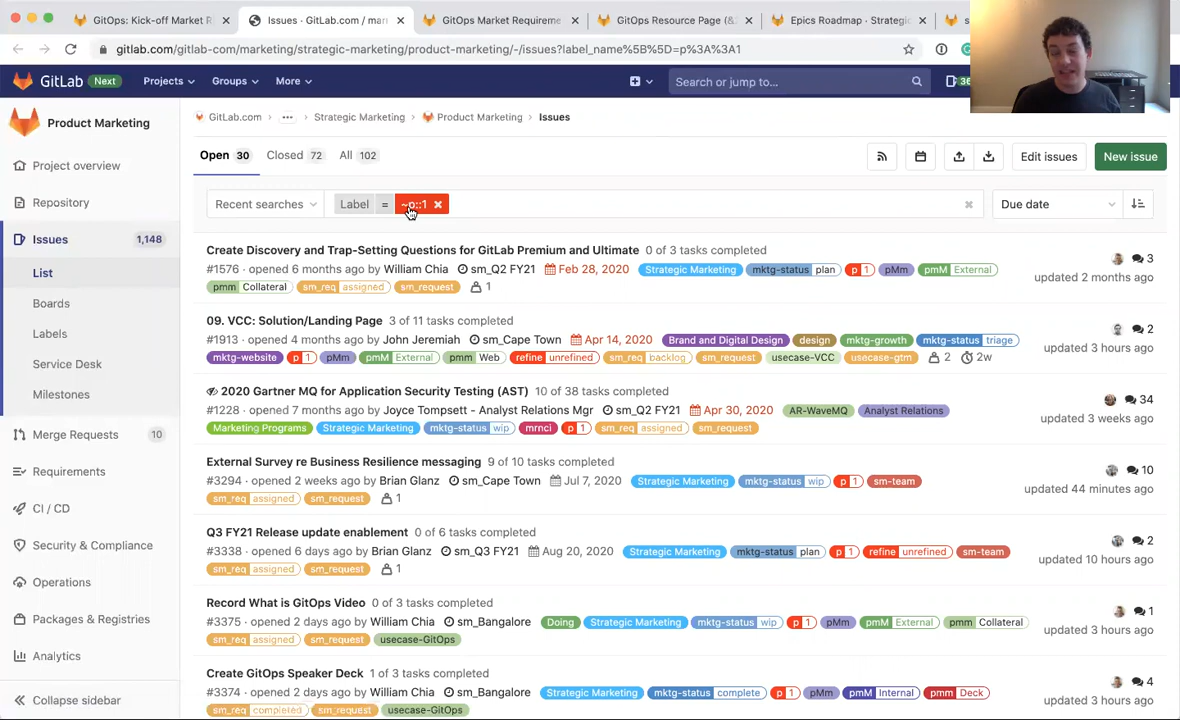 GitOps: Kick-off Market R
Issues · GitLab.com / mar
GitOps Market Requireme
GitOps Resource Page (&2
Epics Roadmap · Strategic
gitlab.com/gitlab-com/marketing/strategic-marketing/product-marketing/-/issues?label_name%5B%5D=p%3A%3A1
GitLab Next Projects Groups More Search or jump to... 36
Product Marketing
Project overview
Repository
Issues 1,148
List
Boards
Labels
Service Desk
Milestones
Merge Requests 10
Requirements
CI / CD
Security & Compliance
Operations
Packages & Registries
Analytics
Collapse sidebar
GitLab.com ... Strategic Marketing Product Marketing Issues
Open 30 Closed 72 All 102 Edit issues New issue
Recent searches Label = ~p::1 Due date
Create Discovery and Trap-Setting Questions for GitLab Premium and Ultimate 0 of 3 tasks completed 3
#1576 · opened 6 months ago by William Chia sm_Q2 FY21 Feb 28, 2020 Strategic Marketing mktg-status plan p 1 pMm pmM External updated 2 months ago
pmm Collateral sm_req assigned sm_request 1
09. VCC: Solution/Landing Page 3 of 11 tasks completed 2
#1913 · opened 4 months ago by John Jeremiah sm_Cape Town Apr 14, 2020 Brand and Digital Design design mktg-growth mktg-status triage updated 3 hours ago
mktg-website p 1 pMm pmM External pmm Web refine unrefined sm_req backlog sm_request usecase-VCC usecase-gtm 2 2w
2020 Gartner MQ for Application Security Testing (AST) 10 of 38 tasks completed 34
#1228 · opened 7 months ago by Joyce Tompsett - Analyst Relations Mgr sm_Q2 FY21 Apr 30, 2020 AR-WaveMQ Analyst Relations updated 3 weeks ago
Marketing Programs Strategic Marketing mktg-status wip mrnci p 1 sm_req assigned sm_request
External Survey re Business Resilience messaging 9 of 10 tasks completed 10
#3294 · opened 2 weeks ago by Brian Glanz sm_Cape Town Jul 7, 2020 Strategic Marketing mktg-status wip p 1 sm-team updated 44 minutes ago
sm_req assigned sm_request 1
Q3 FY21 Release update enablement 0 of 6 tasks completed 2
#3338 · opened 6 days ago by Brian Glanz sm_Q3 FY21 Aug 20, 2020 Strategic Marketing mktg-status plan p 1 refine unrefined sm-team updated 10 hours ago
sm_req assigned sm_request 1
Record What is GitOps Video 0 of 3 tasks completed 1
#3375 · opened 2 days ago by William Chia sm_Bangalore Doing Strategic Marketing mktg-status wip p 1 pMm pmM External pmm Collateral updated 3 hours ago
sm_req assigned sm_request usecase-GitOps
Create GitOps Speaker Deck 1 of 3 tasks completed 4
#3374 · opened 2 days ago by William Chia sm_Bangalore Strategic Marketing mktg-status complete p 1 pMm pmM Internal pmm Deck updated 3 hours ago
sm_req completed sm_request usecase-GitOps